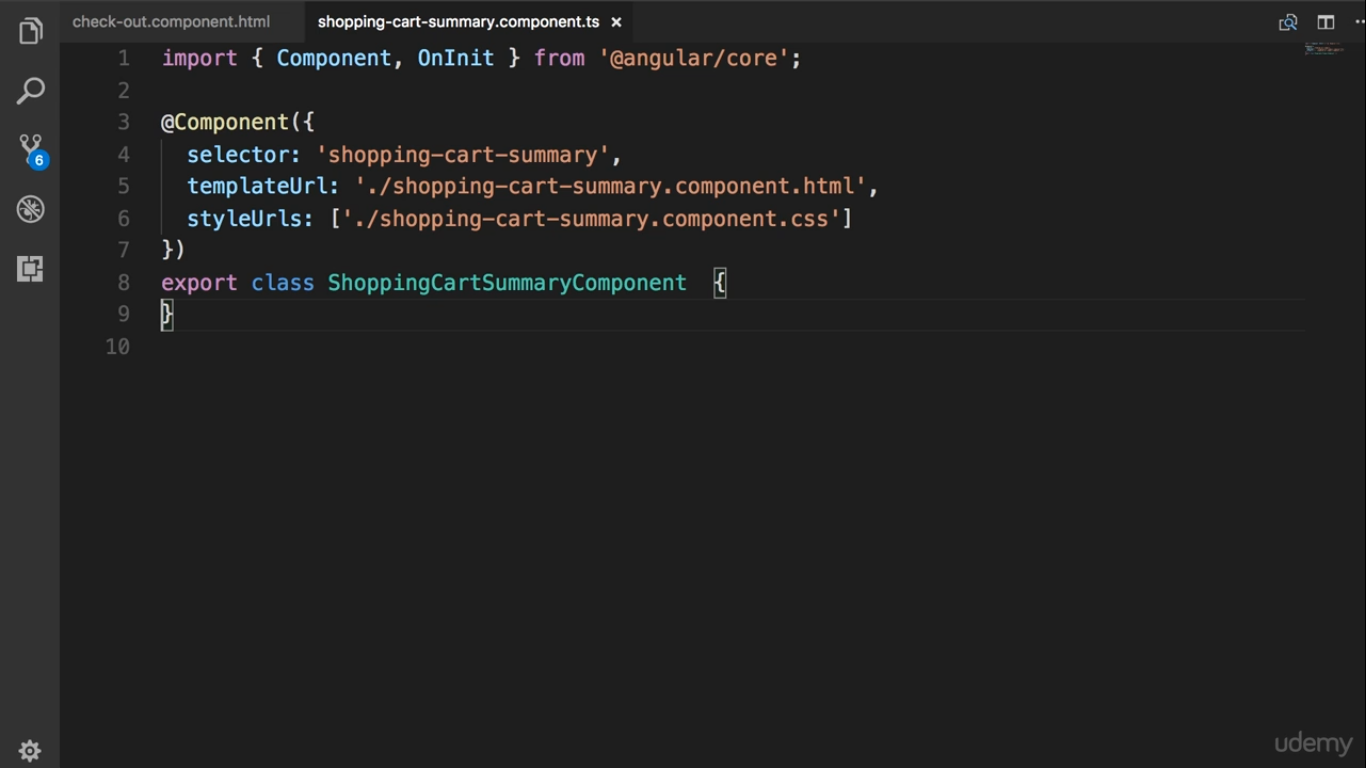 check-out.component.html
shopping-cart-summary.component.ts
1 import { Component, OnInit } from '@angular/core';
2
3 @Component({
4 selector: 'shopping-cart-summary',
5 templateUrl: './shopping-cart-summary.component.html',
6 styleUrls: ['./shopping-cart-summary.component.css']
7 })
8 export class ShoppingCartSummaryComponent {
9 }
10
6
udemy